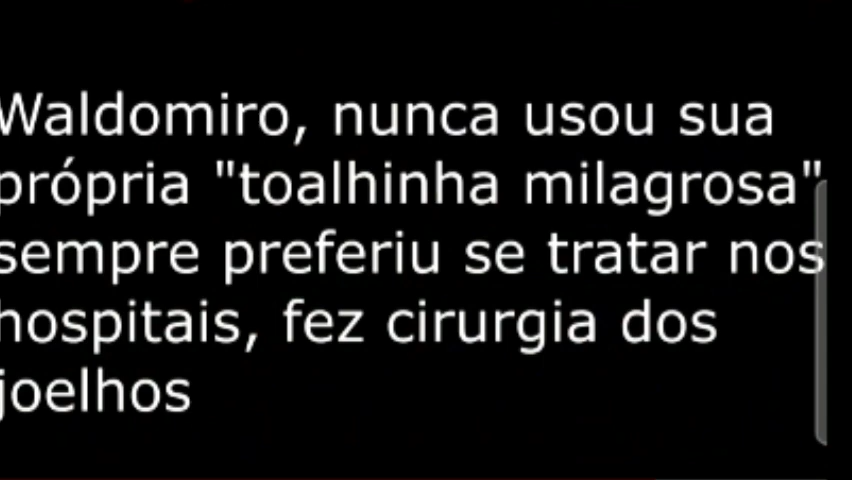 Waldomiro, nunca usou sua
própria "toalhinha milagrosa"
sempre preferiu se tratar nos
hospitais, fez cirurgia dos
joelhos